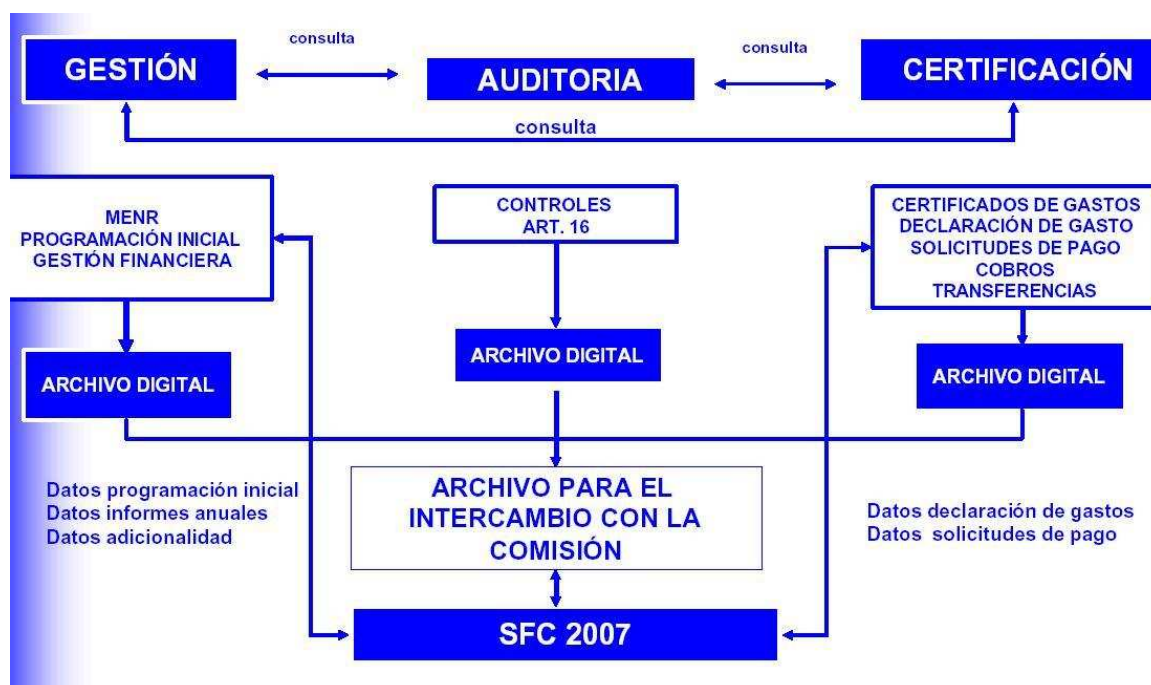 consulta
consulta
GESTIÓN
AUDITORIA
CERTIFICACIÓN
consulta
MENR
PROGRAMACIÓN INICIAL
GESTIÓN FINANCIERA
CONTROLES
ART. 16
CERTIFICADOS DE GASTOS
DECLARACIÓN DE GASTO
SOLICITUDES DE PAGO
COBROS
TRANSFERENCIAS
ARCHIVO DIGITAL
ARCHIVO DIGITAL
ARCHIVO DIGITAL
Datos programación inicial
Datos informes anuales
Datos adicionalidad
ARCHIVO PARA EL
INTERCAMBIO CON LA
COMISIÓN
Datos declaración de gastos
Datos solicitudes de pago
SFC 2007